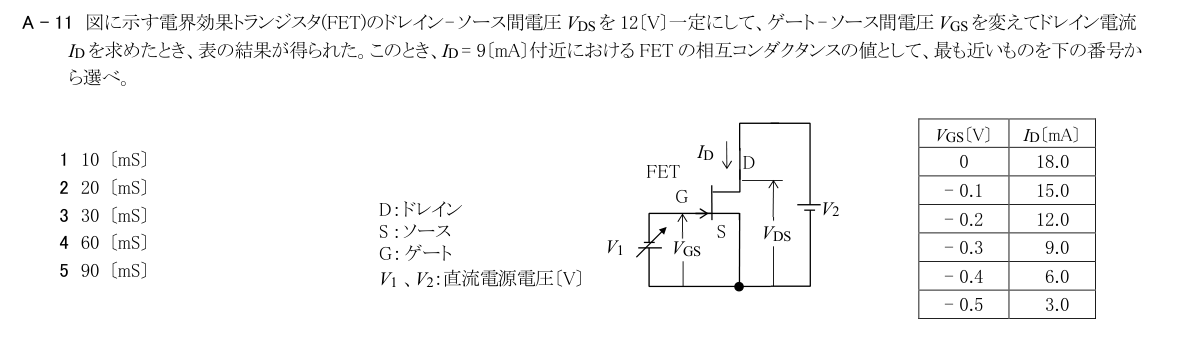 A－11 図に示す電界効果トランジスタ(FET)のドレイン－ソース間電圧 VDSを 12〔V〕一定にして、ゲート－ソース間電圧 VGSを変えてドレイン電流
IDを求めたとき、表の結果が得られた。このとき、ID= 9〔mA〕付近における FET の相互コンダクタンスの値として、最も近いものを下の番号か
ら選べ。
1 10 〔mS〕
2 20 〔mS〕
3 30 〔mS〕
4 60 〔mS〕
5 90 〔mS〕
D：ドレイン
S：ソース
G：ゲート
V1 、V2：直流電源電圧〔V〕
ID
D
FET
G
S
V1
VGS
VDS
V2
VGS〔V〕 ID〔mA〕
0 18.0
－0.1 15.0
－0.2 12.0
－0.3 9.0
－0.4 6.0
－0.5 3.0